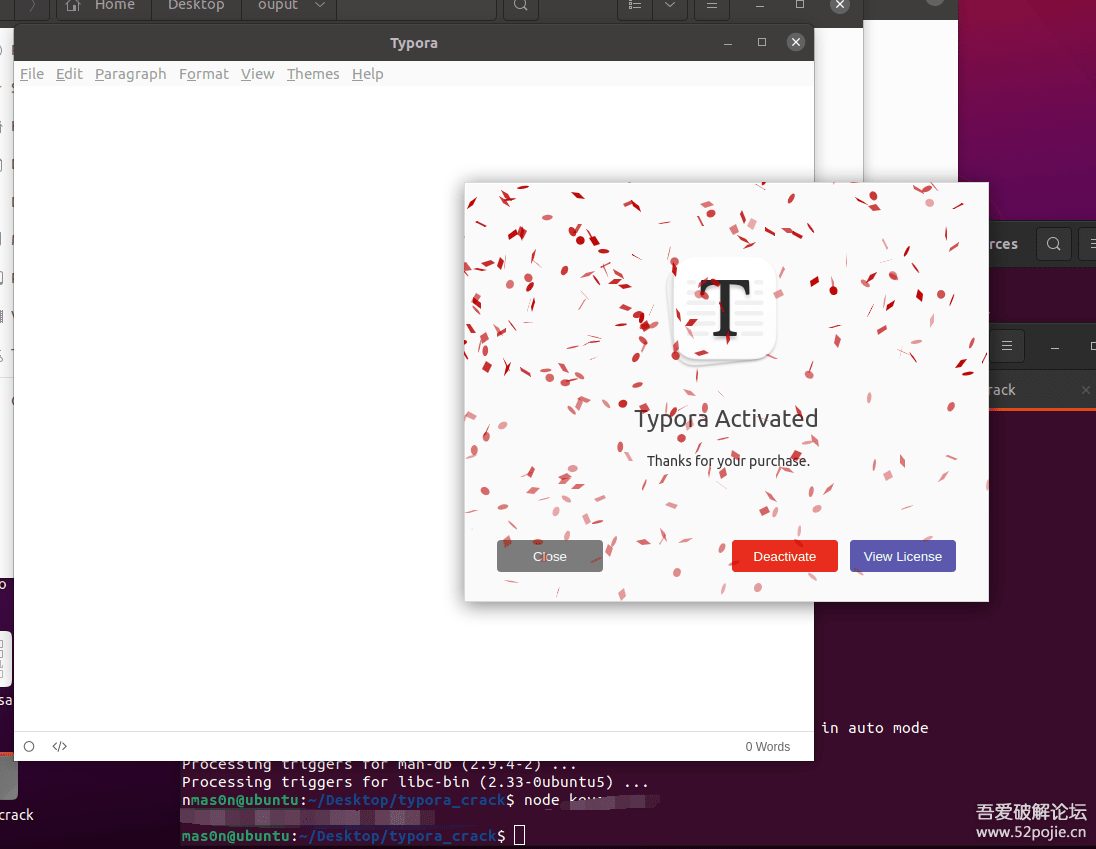 Home Desktop ouput
Typora
File Edit Paragraph Format View Themes Help
rces
rack
Typora Activated
Thanks for your purchase.
Close Deactivate View License
in auto mode
0 Words
Processing triggers for man-db (2.9.4-2) ...
Processing triggers for libc-bin (2.33-0ubuntu5) ...
nmas0n@ubuntu:~/Desktop/typora_crack$ node
mas0n@ubuntu:~/Desktop/typora_crack$
sa
crack
吾爱破解论坛
www.52pojie.cn